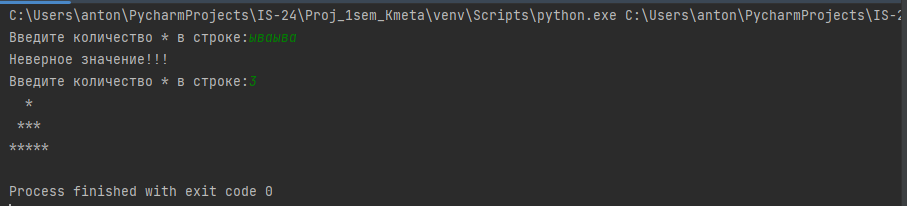 C:\Users\anton\PycharmProjects\IS-24\Proj_1sem_Kmeta\venv\Scripts\python.exe C:\Users\anton\PycharmProjects\IS-2
Введите количество * в строке:ываыва
Неверное значение!!!
Введите количество * в строке:3
  *
 ***
*****
Process finished with exit code 0